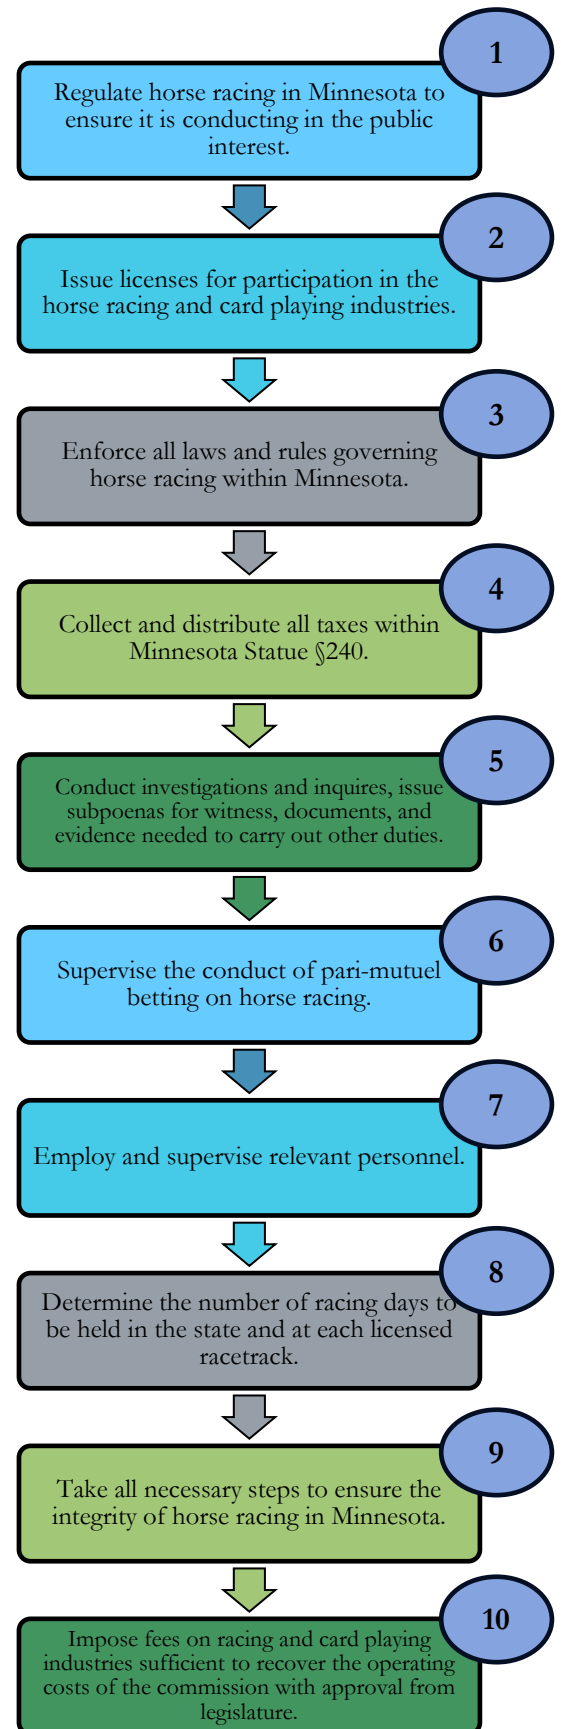 1
Regulate horse racing in Minnesota to
ensure it is conducting in the public
interest.
2
Issue licenses for participation in the
horse racing and card playing industries.
3
Enforce all laws and rules governing
horse racing within Minnesota.
4
Collect and distribute all taxes within
Minnesota Statue §240.
5
Conduct investigations and inquires, issue
subpoenas for witness, documents, and
evidence needed to carry out other duties.
6
Supervise the conduct of pari-mutuel
betting on horse racing.
7
Employ and supervise relevant personnel.
8
Determine the number of racing days to
be held in the state and at each licensed
racetrack.
9
Take all necessary steps to ensure the
integrity of horse racing in Minnesota.
10
Impose fees on racing and card playing
industries sufficient to recover the operating
costs of the commission with approval from
legislature.